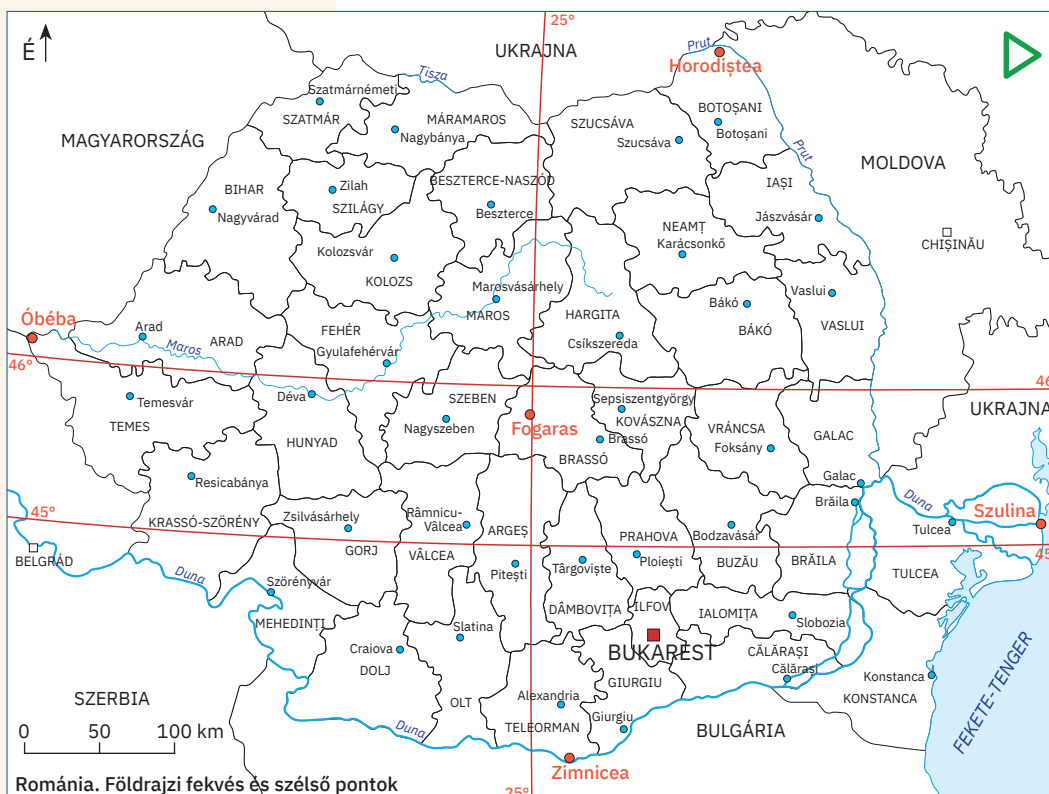 25°
É
UKRAJNA
Prut
Horodiștea
Tisza
Szatmárnémeti
SZATMÁR
MÁRAMAROS
Nagybánya
SZUCSÁVA
Szucsáva
BOTOȘANI
Botoșani
MAGYARORSZÁG
Prut
MOLDOVA
BIHAR
Nagyvárad
Zilah
SZILÁGY
BESZTERCE-NASZÓD
Beszterce
IAȘI
Jászvásár
NEAMȚ
Karácsonkő
CHIȘINĂU
Kolozsvár
KOLOZS
Marosvásárhely
MAROS
HARGITA
Csíkszereda
Bákó
BÁKÓ
Vaslui
VASLUI
Óbéba
Arad
ARAD
Maros
FEHÉR
Gyulafehérvár
46°
46
Temesvár
TEMES
Déva
HUNYAD
SZEBEN
Nagyszeben
Fogaras
Sepsiszentgyörgy
KOVÁSZNA
Brassó
BRASSÓ
VRÁNCSA
Foksány
GALAC
UKRAJNA
Resicabánya
KRASSÓ-SZÖRÉNY
Galac
Brăila
Duna
Szulina
Tulcea
45°
45
Zsilvásárhely
GORJ
Râmnicu-
Vâlcea
VÂLCEA
ARGEȘ
Pitești
Târgoviște
PRAHOVA
Ploiești
Bodzavásár
BUZĂU
BRĂILA
TULCEA
BELGRÁD
Duna
Szörényvár
MEHEDINȚI
DÂMBOVIȚA
ILFOV
IALOMIȚA
Slobozia
Craiova
DOLJ
Slatina
OLT
BUKAREST
CĂLĂRAȘI
Călărași
GIURGIU
Konstanca
KONSTANCA
SZERBIA
Alexandria
TELEORMAN
Giurgiu
BULGÁRIA
FEKETE-TENGER
Duna
Zimnicea
0 50 100 km
Románia. Földrajzi fekvés és szélső pontok
25°